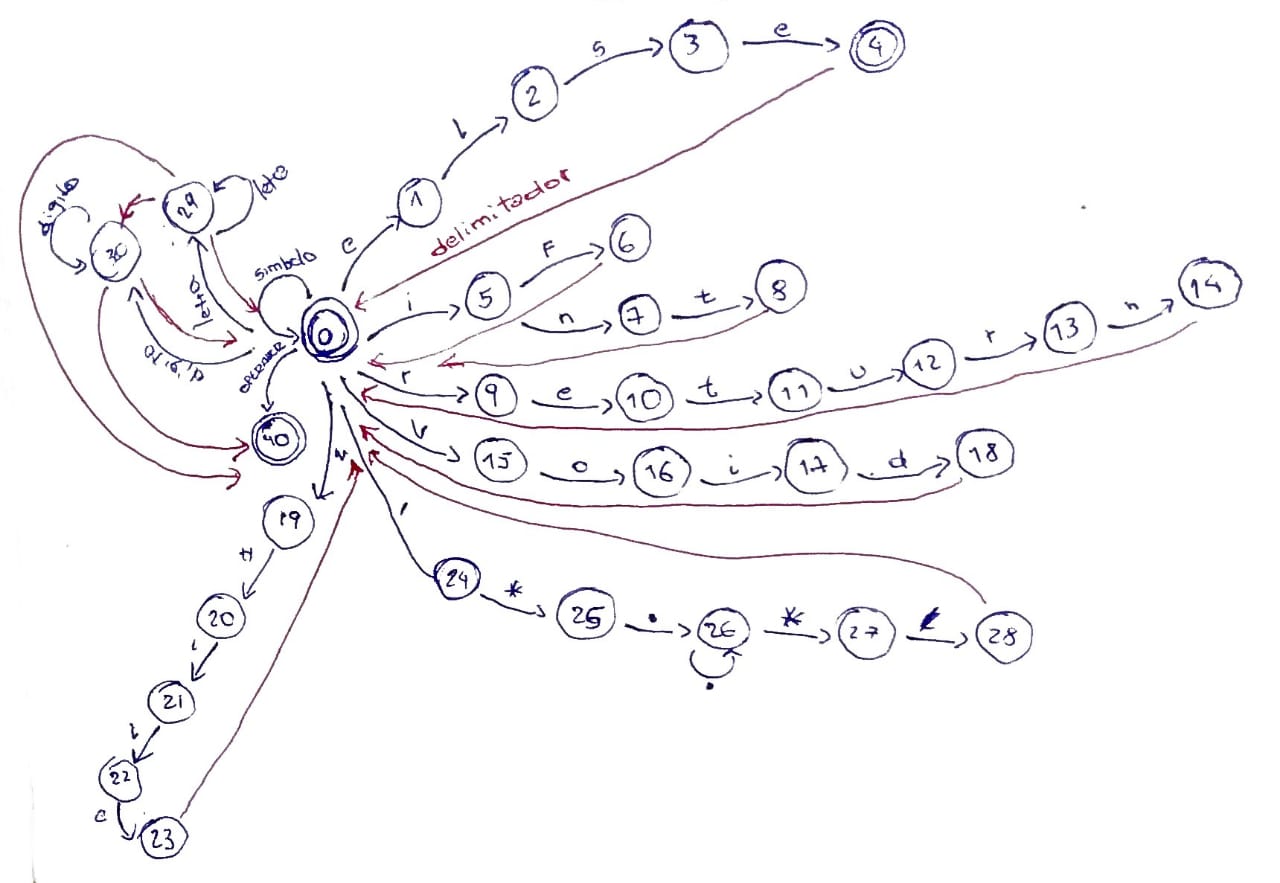 s
3
e
4
2
l
1
e
delimitador
29
letra
digito
30
letra
digito
simbolo
0
OPERADOR
40
i
5
F
6
n
7
t
8
r
9
e
10
t
11
u
12
r
13
n
14
v
15
o
16
i
17
d
18
19
20
i
21
l
22
e
23
/
24
*
25
.
26
.
*
27
/
28